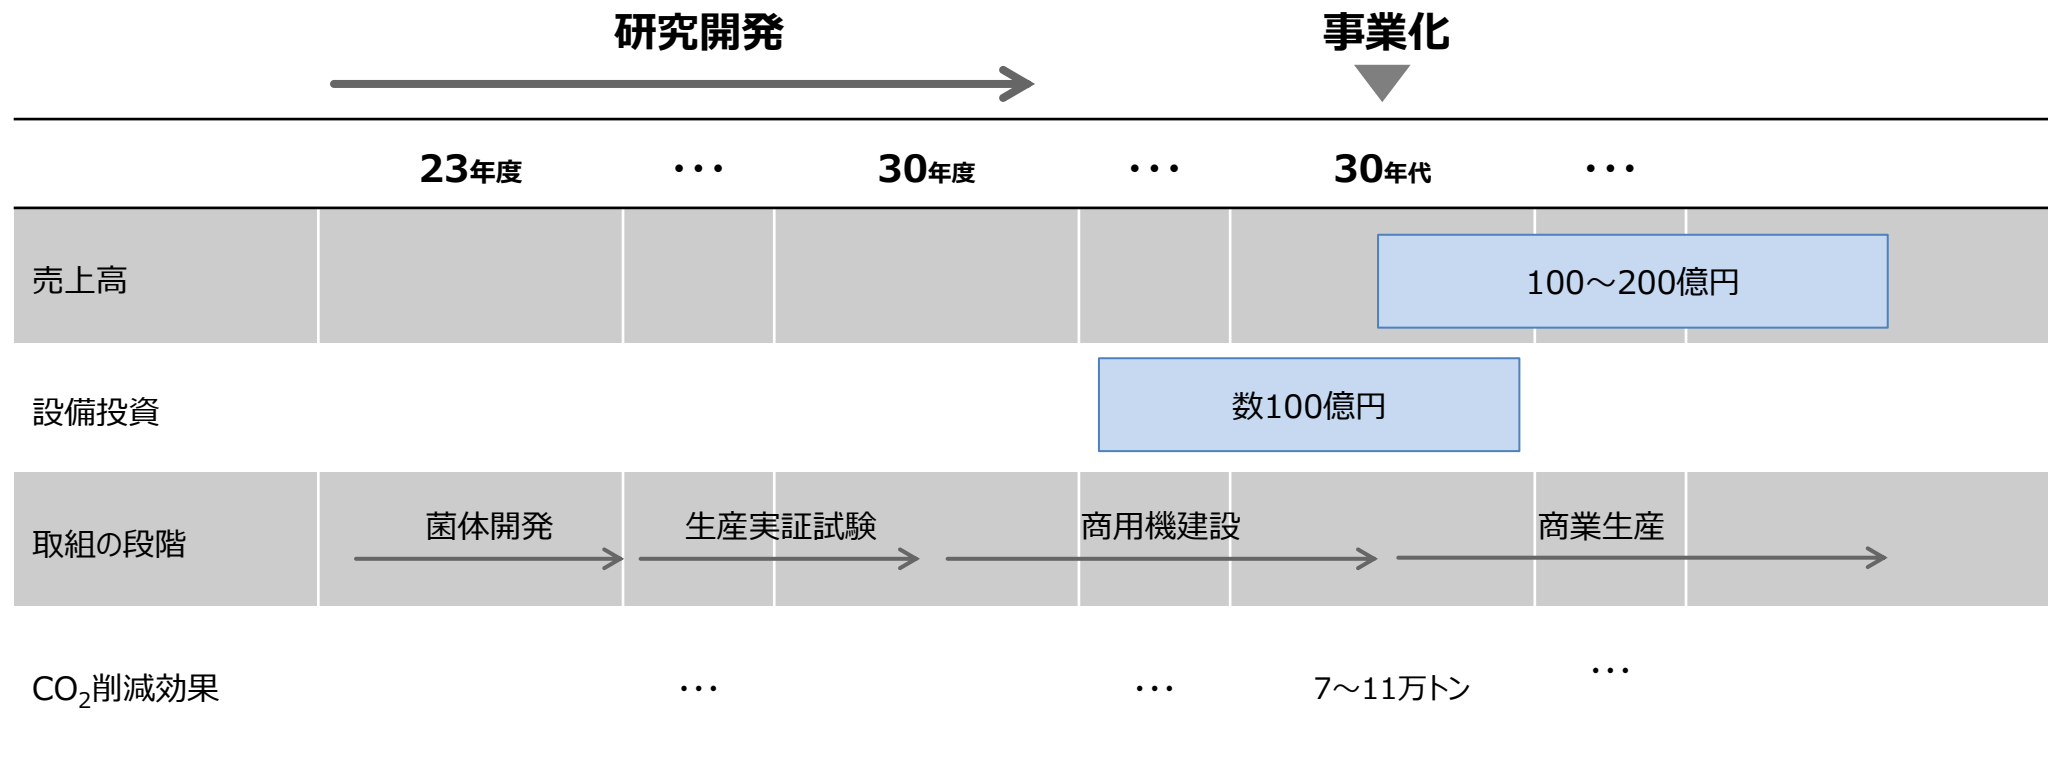 研究開発
事業化
23年度 ・・・ 30年度 ・・・ 30年代 ・・・
売上高 100～200億円
設備投資 数100億円
取組の段階 菌体開発 生産実証試験 商用機建設 商業生産
CO₂削減効果 ・・・ ・・・ 7～11万トン ・・・